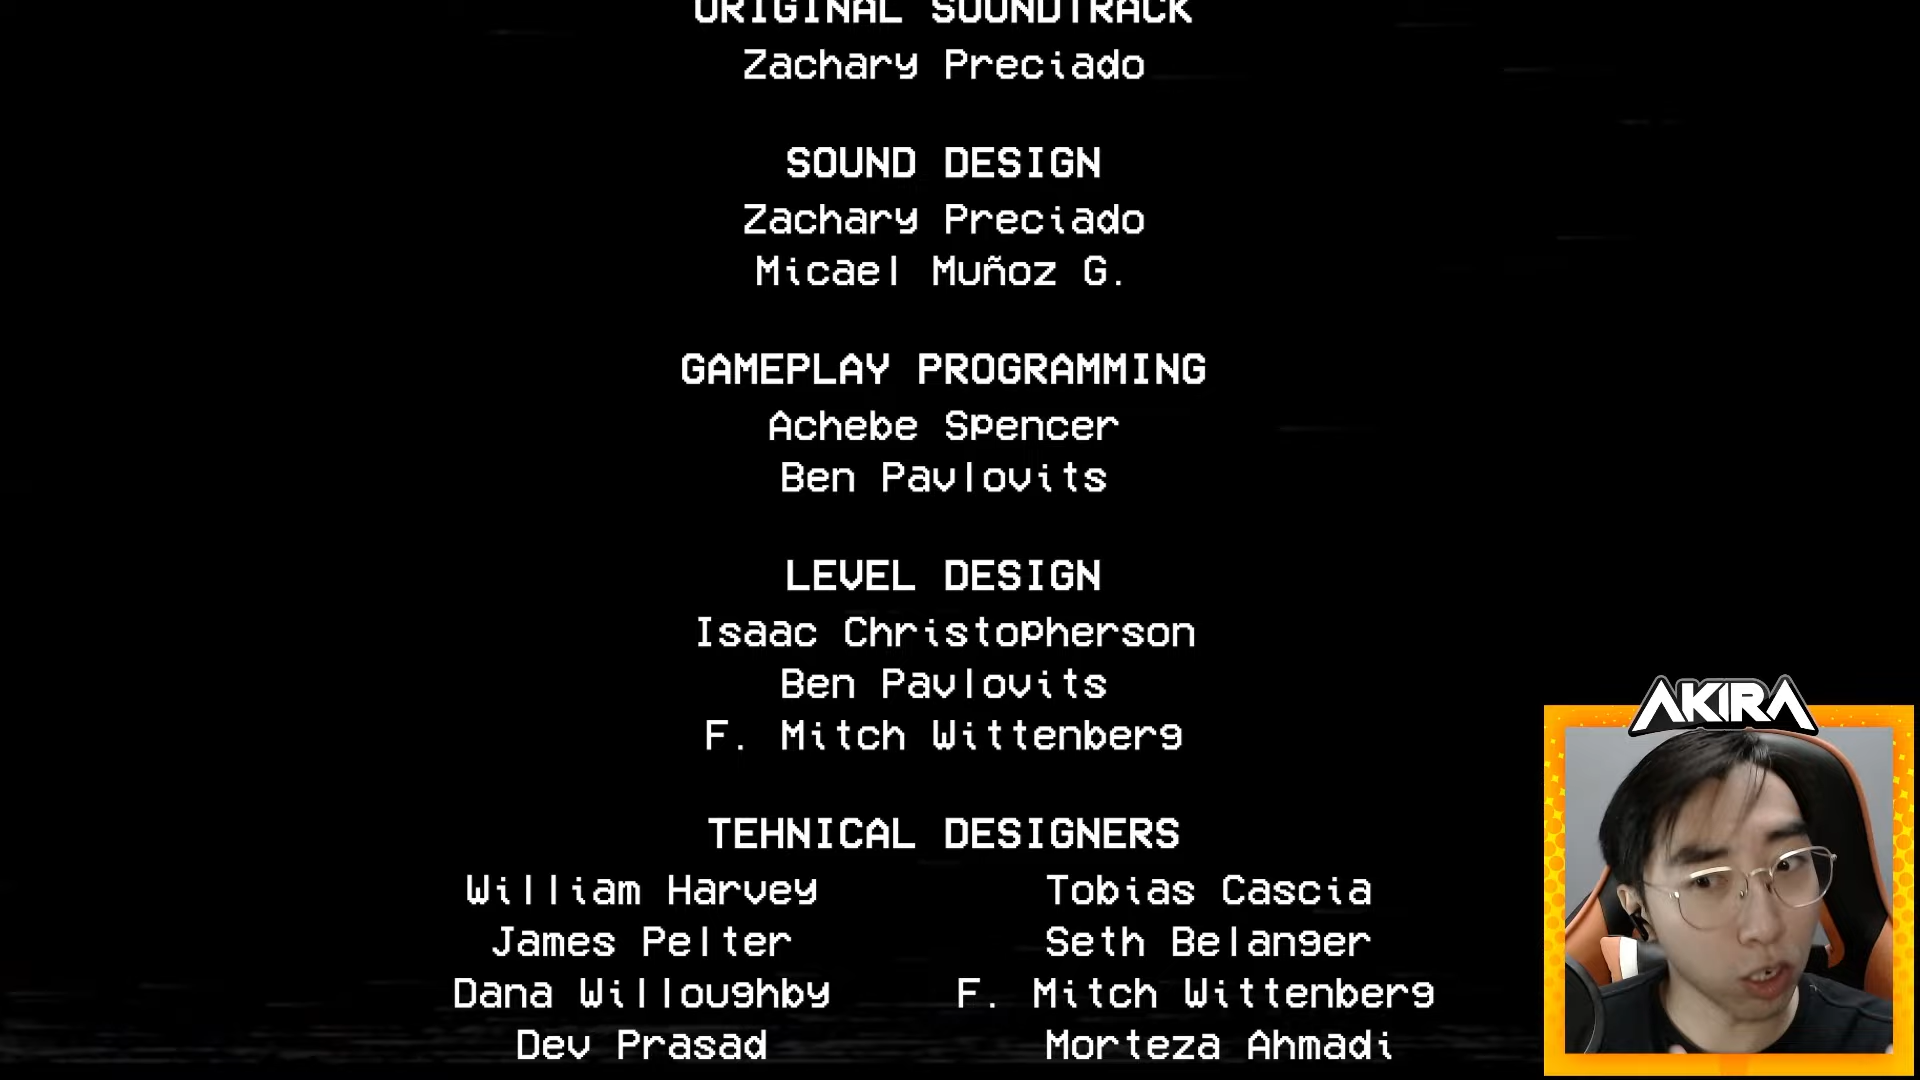 ORIGINAL SOUNDTRACK
Zachary Preciado
SOUND DESIGN
Zachary Preciado
Micael Muñoz G.
GAMEPLAY PROGRAMMING
Achebe Spencer
Ben Pavlovits
LEVEL DESIGN
Isaac Christopherson
Ben Pavlovits
F. Mitch Wittenberg
TEHNICAL DESIGNERS
William Harvey Tobias Cascia
James Pelter Seth Belanger
Dana Willoughby F. Mitch Wittenberg
Dev Prasad Morteza Ahmadi
AKIRA